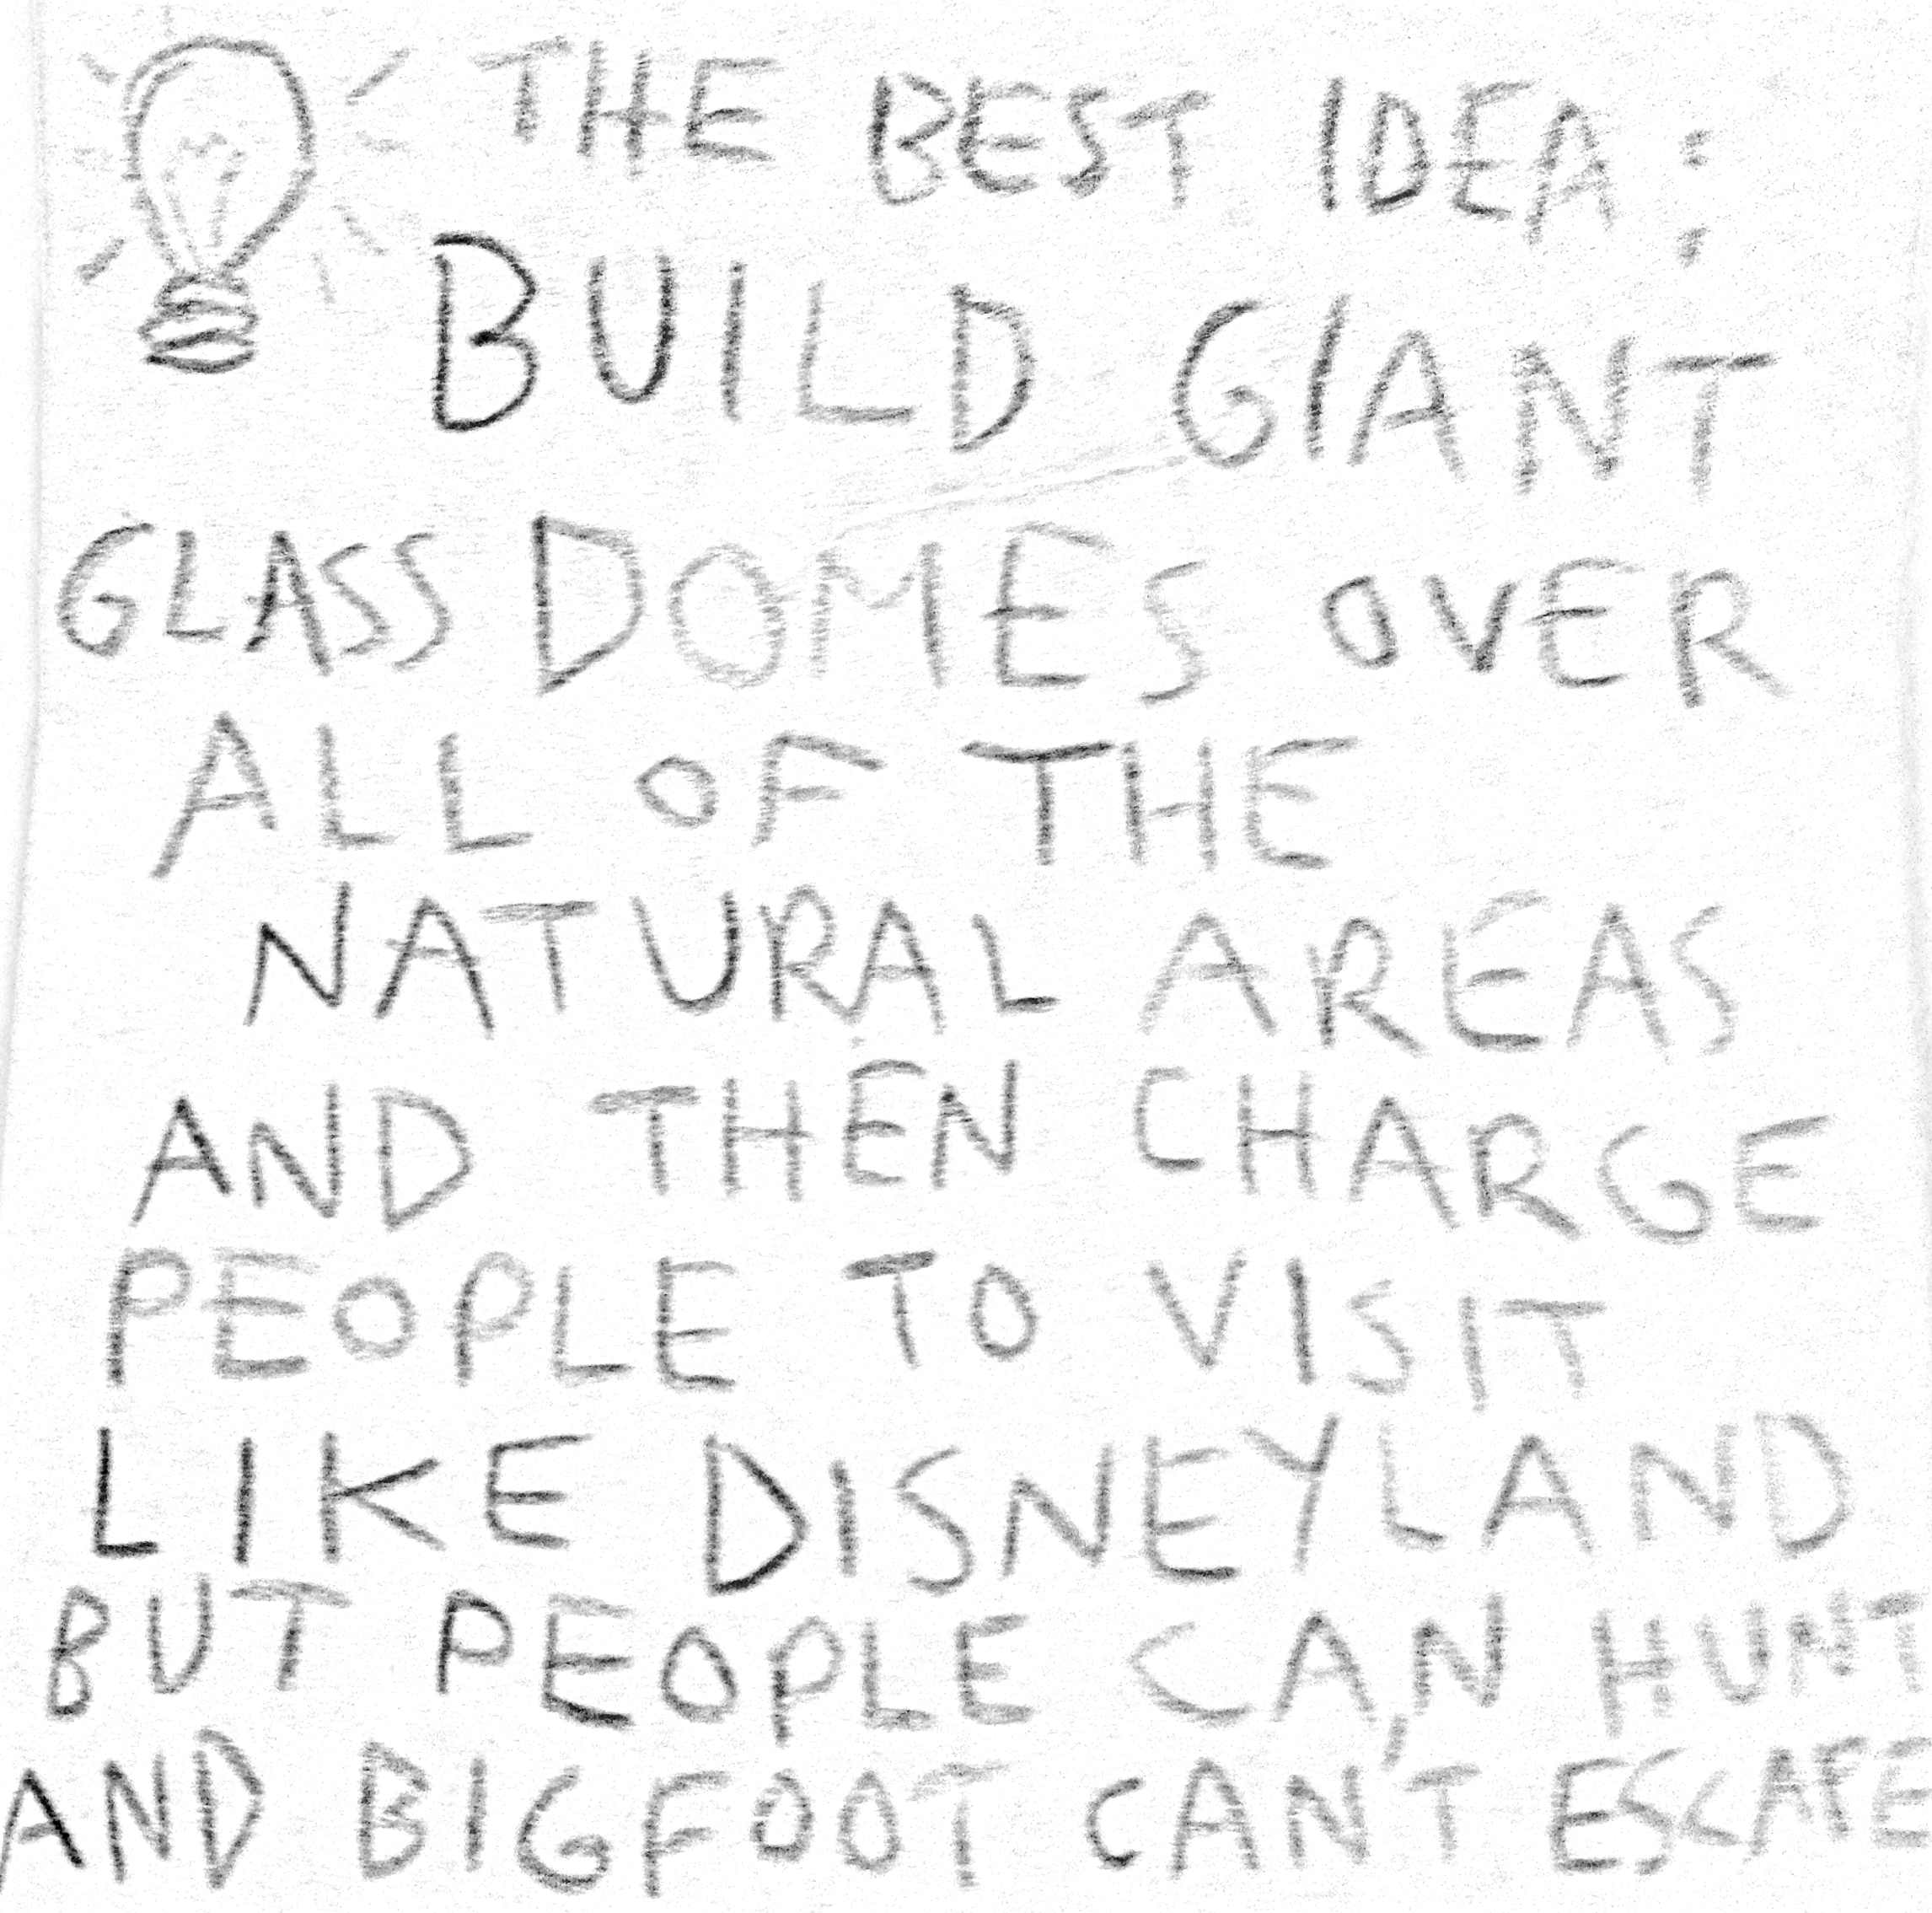 THE BEST IDEA:
BUILD GIANT
GLASS DOMES OVER
ALL OF THE
NATURAL AREAS
AND THEN CHARGE
PEOPLE TO VISIT
LIKE DISNEYLAND
BUT PEOPLE CAN HUNT
AND BIGFOOT CAN'T ESCAPE